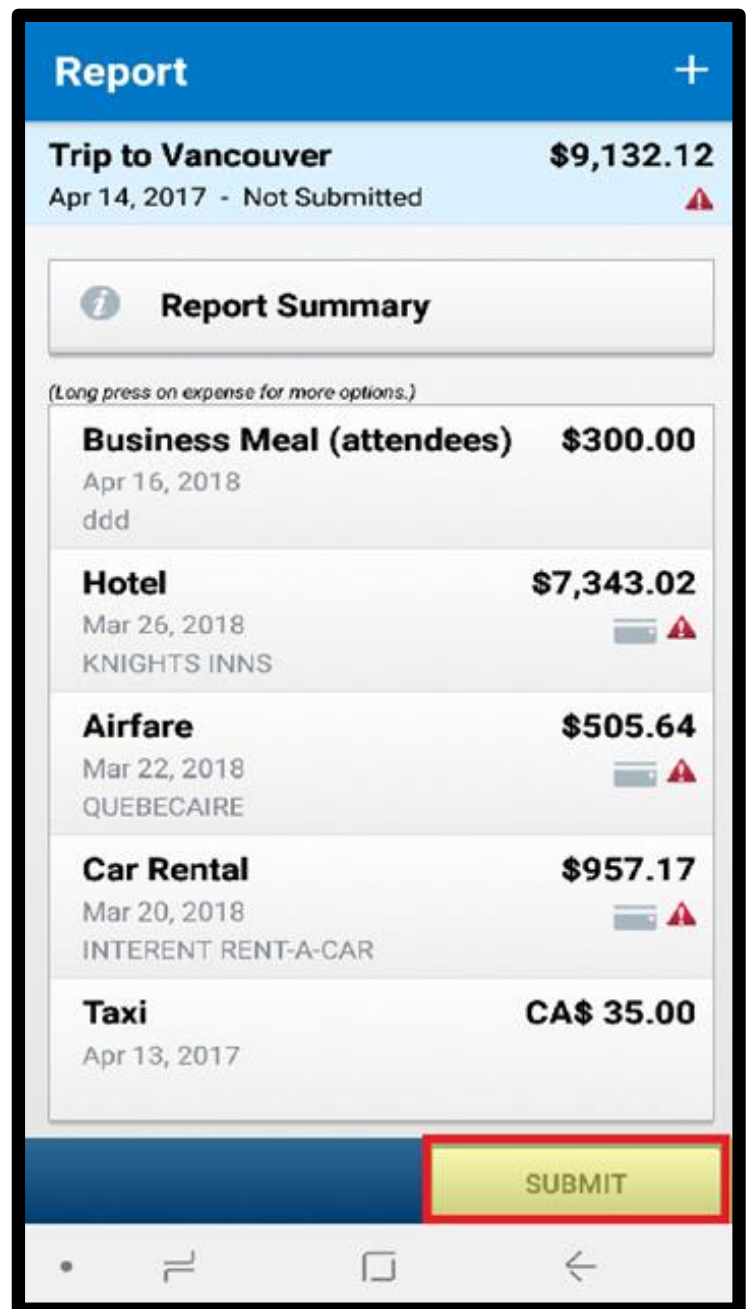 Report +
Trip to Vancouver $9,132.12
Apr 14, 2017 - Not Submitted
Report Summary
(Long press on expense for more options.)
Business Meal (attendees) $300.00
Apr 16, 2018
ddd
Hotel $7,343.02
Mar 26, 2018
KNIGHTS INNS
Airfare $505.64
Mar 22, 2018
QUEBECAIRE
Car Rental $957.17
Mar 20, 2018
INTERENT RENT-A-CAR
Taxi CA$ 35.00
Apr 13, 2017
SUBMIT